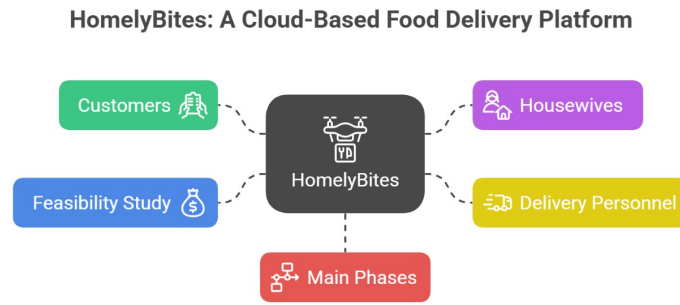 HomelyBites: A Cloud-Based Food Delivery Platform
Customers
Housewives
HomelyBites
Feasibility Study
$
Delivery Personnel
Main Phases